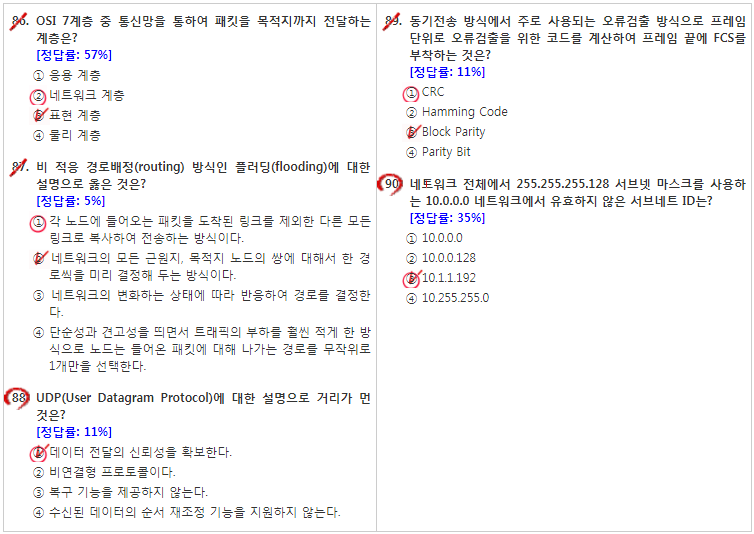 86. OSI 7계층 중 통신망을 통하여 패킷을 목적지까지 전달하는
계층은?
[정답률: 57%]
① 응용 계층
② 네트워크 계층
③ 표현 계층
④ 물리 계층
87. 비 적응 경로배정(routing) 방식인 플러딩(flooding)에 대한
설명으로 옳은 것은?
[정답률: 5%]
① 각 노드에 들어오는 패킷을 도착된 링크를 제외한 다른 모든
링크로 복사하여 전송하는 방식이다.
② 네트워크의 모든 근원지, 목적지 노드의 쌍에 대해서 한 경
로씩을 미리 결정해 두는 방식이다.
③ 네트워크의 변화하는 상태에 따라 반응하여 경로를 결정한
다.
④ 단순성과 견고성을 띄면서 트래픽의 부하를 훨씬 적게 한 방
식으로 노드는 들어온 패킷에 대해 나가는 경로를 무작위로
1개만을 선택한다.
88. UDP(User Datagram Protocol)에 대한 설명으로 거리가 먼
것은?
[정답률: 11%]
① 데이터 전달의 신뢰성을 확보한다.
② 비연결형 프로토콜이다.
③ 복구 기능을 제공하지 않는다.
④ 수신된 데이터의 순서 재조정 기능을 지원하지 않는다.
89. 동기전송 방식에서 주로 사용되는 오류검출 방식으로 프레임
단위로 오류검출을 위한 코드를 계산하여 프레임 끝에 FCS를
부착하는 것은?
[정답률: 11%]
① CRC
② Hamming Code
③ Block Parity
④ Parity Bit
90. 네트워크 전체에서 255.255.255.128 서브넷 마스크를 사용하
는 10.0.0.0 네트워크에서 유효하지 않은 서브네트 ID는?
[정답률: 35%]
① 10.0.0.0
② 10.0.0.128
③ 10.1.1.192
④ 10.255.255.0